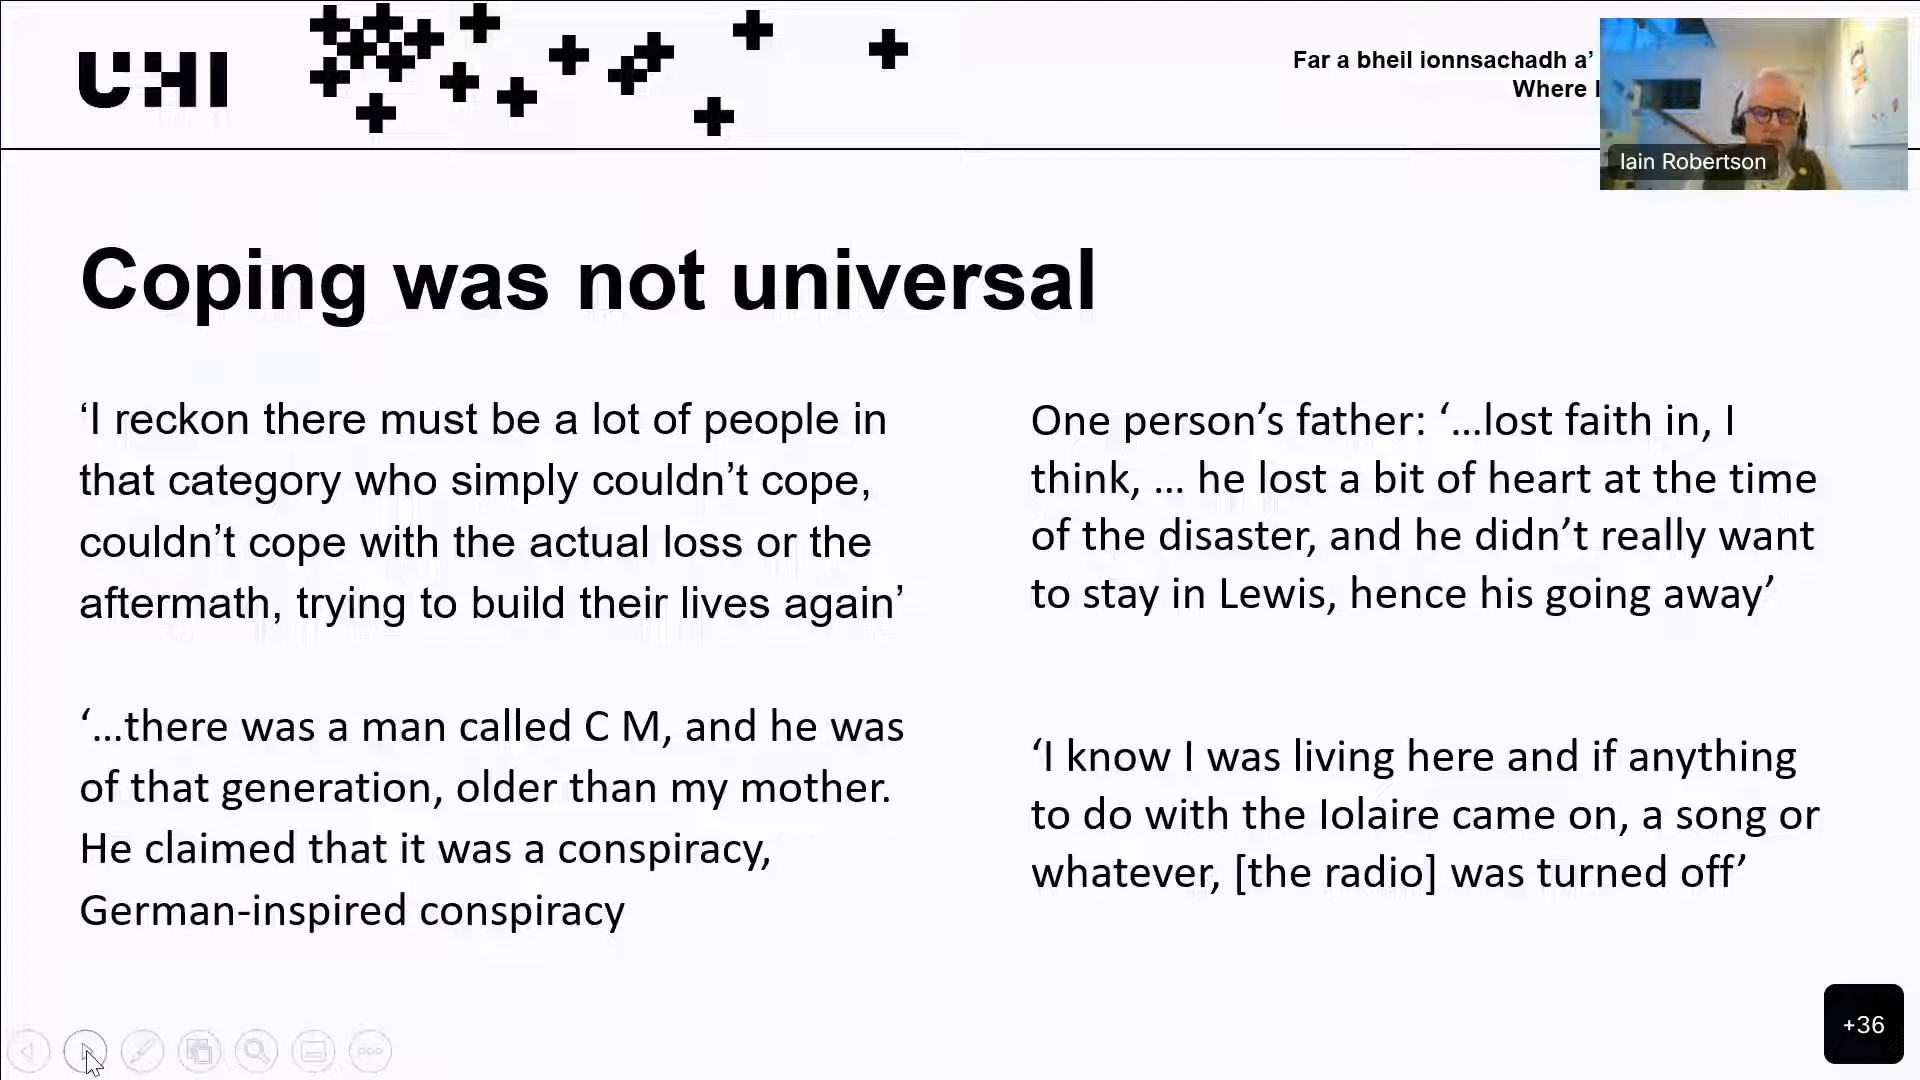 UHI
Far a bheil ionnsachadh a’
Where
Iain Robertson
Coping was not universal
‘I reckon there must be a lot of people in
that category who simply couldn’t cope,
couldn’t cope with the actual loss or the
aftermath, trying to build their lives again’
‘…there was a man called C M, and he was
of that generation, older than my mother.
He claimed that it was a conspiracy,
German-inspired conspiracy
One person’s father: ‘…lost faith in, I
think, … he lost a bit of heart at the time
of the disaster, and he didn’t really want
to stay in Lewis, hence his going away’
‘I know I was living here and if anything
to do with the Iolaire came on, a song or
whatever, [the radio] was turned off’
+36